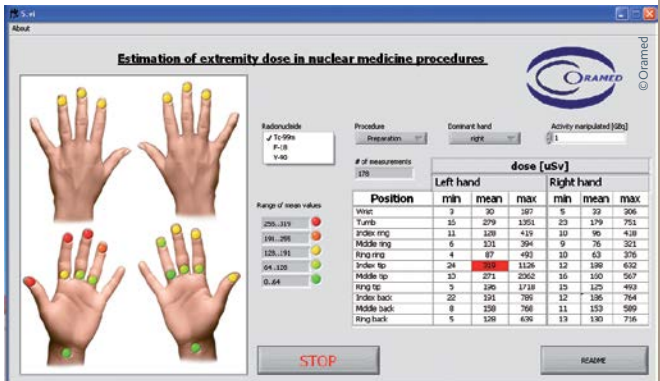 S.vi
About
Estimation of extremity dose in nuclear medicine procedures
ORAMED
© Oramed
Radionuclide
✓ Tc-99m
F-18
Y-90
Procedure
Preparation
Dominant hand
right
Activity manipulated [GBq]
1
# of measurements
178
dose [uSv]
Left hand Right hand
Position min mean max min mean max
Wrist 3 30 187 5 33 306
Tumb 15 279 1351 23 179 751
Index ring 11 128 419 10 96 418
Middle ring 6 101 394 9 76 321
Ring ring 4 87 493 10 63 376
Index tip 24 319 1126 12 188 632
Middle tip 10 271 2062 16 160 567
Ring tip 5 196 1718 15 125 493
Index back 22 191 789 12 186 764
Middle back 8 158 768 11 153 589
Ring back 5 128 639 13 130 716
Range of mean values
255..319
191..255
128..191
64..128
0..64
STOP
README